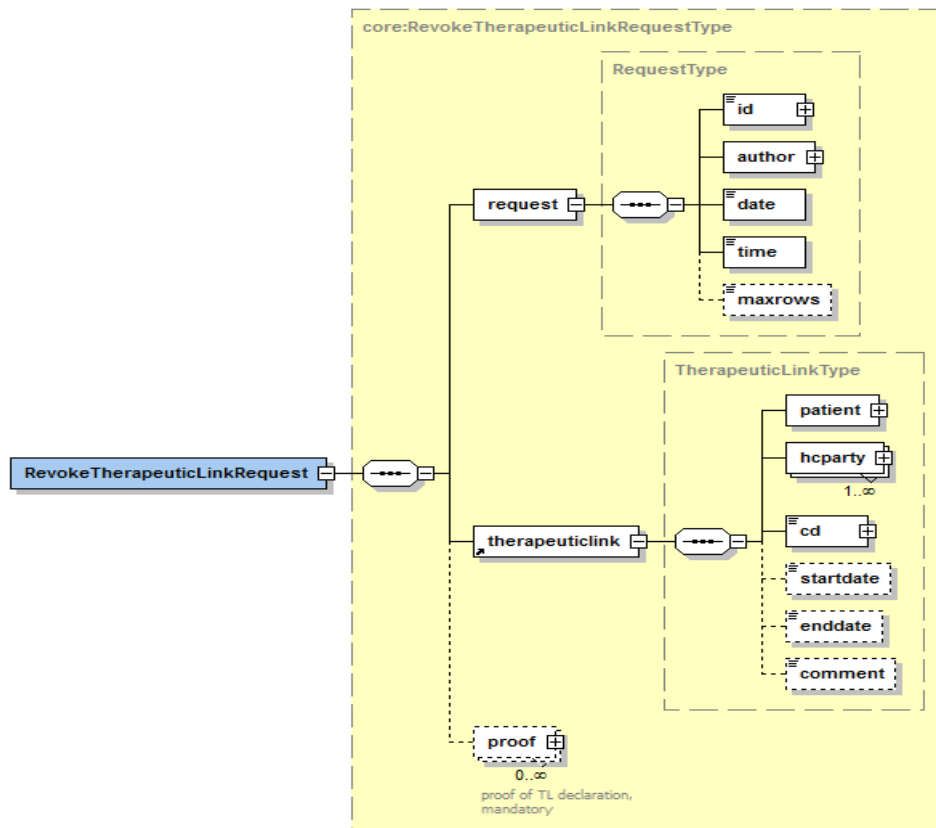 core:RevokeTherapeuticLinkRequestType
RequestType
id
author
request
date
time
maxrows
TherapeuticLinkType
patient
hcparty
1..∞
RevokeTherapeuticLinkRequest
cd
therapeuticlink
startdate
enddate
comment
proof
0..∞
proof of TL declaration,
mandatory